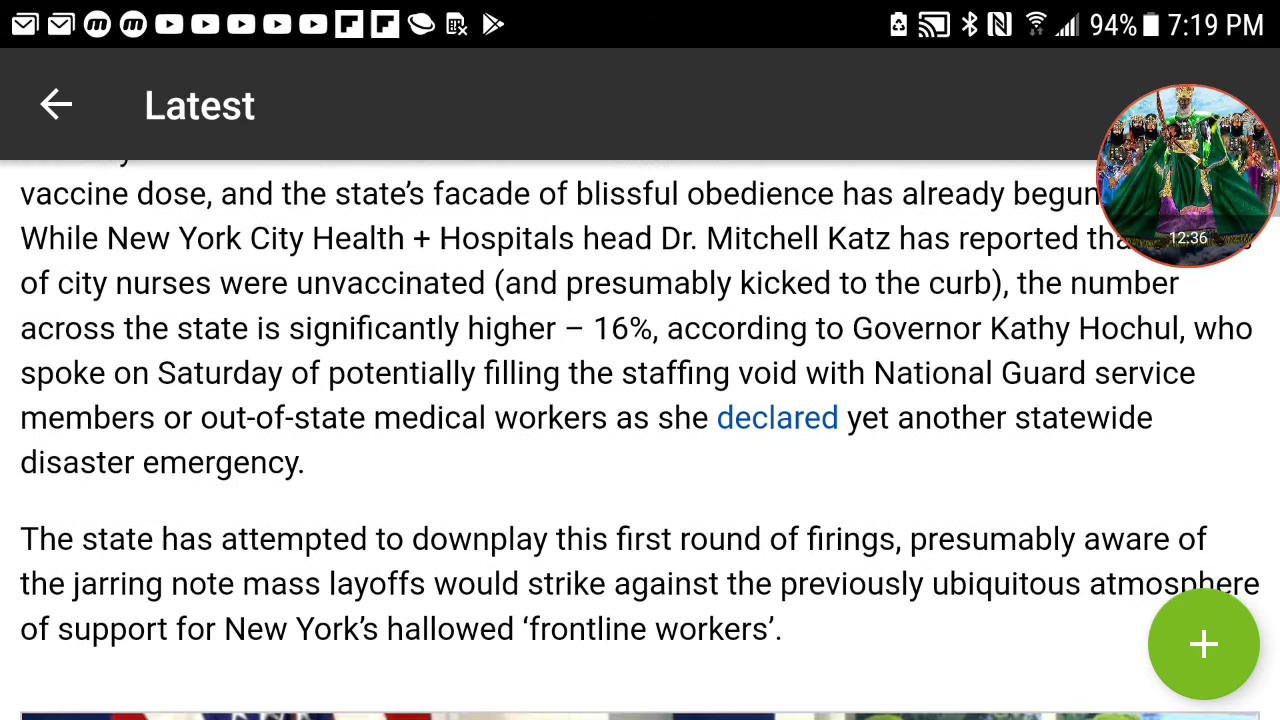 94% 7:19 PM
Latest
12:36
vaccine dose, and the state's facade of blissful obedience has already begun
While New York City Health + Hospitals head Dr. Mitchell Katz has reported
of city nurses were unvaccinated (and presumably kicked to the curb), the number
across the state is significantly higher – 16%, according to Governor Kathy Hochul, who
spoke on Saturday of potentially filling the staffing void with National Guard service
members or out-of-state medical workers as she declared yet another statewide
disaster emergency.
The state has attempted to downplay this first round of firings, presumably aware of
the jarring note mass layoffs would strike against the previously ubiquitous atmosphere
of support for New York's hallowed ‘frontline workers’.